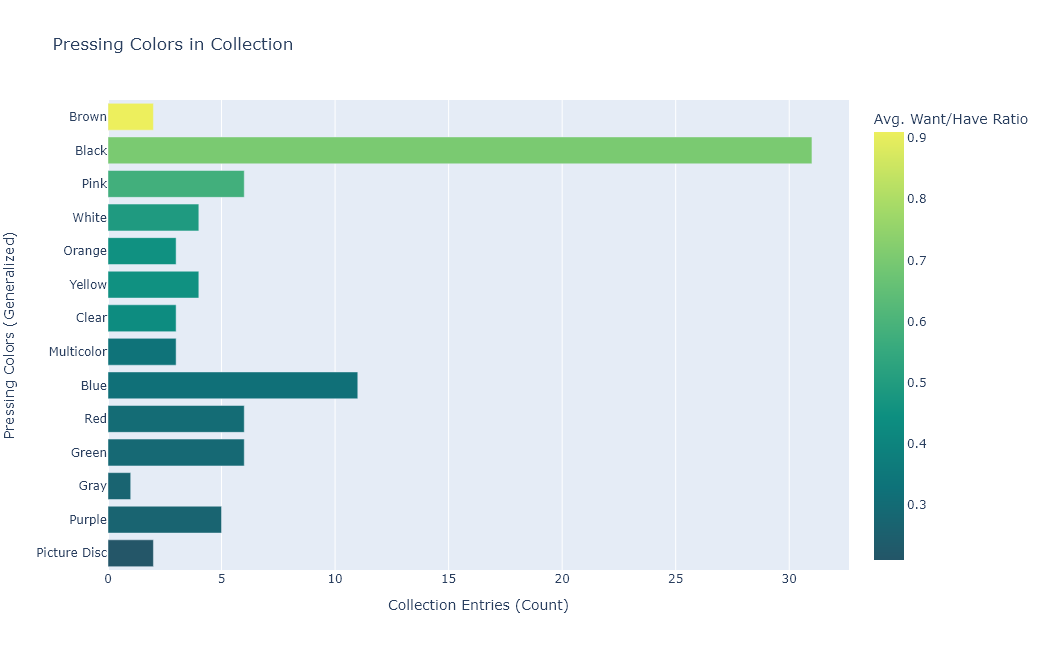 Pressing Colors in Collection
Pressing Colors (Generalized)
Brown
Black
Pink
White
Orange
Yellow
Clear
Multicolor
Blue
Red
Green
Gray
Purple
Picture Disc
0 5 10 15 20 25 30
Collection Entries (Count)
Avg. Want/Have Ratio
0.9
0.8
0.7
0.6
0.5
0.4
0.3